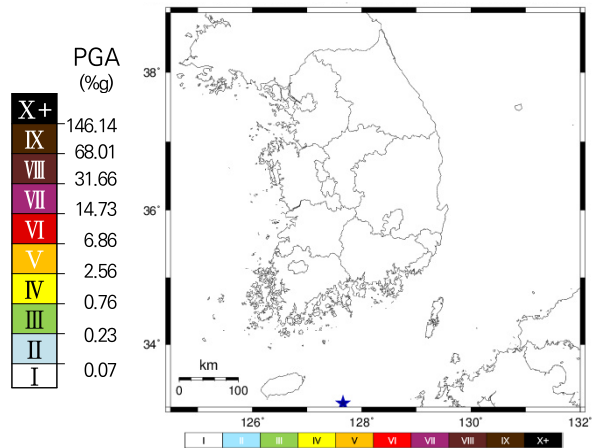 PGA
(%g)
X+
146.14
IX
68.01
VIII
31.66
VII
14.73
VI
6.86
V
2.56
IV
0.76
III
0.23
II
0.07
I
38°
36°
34°
km
0 100
126° 128° 130° 132°
I II III IV V VI VII VIII IX X+